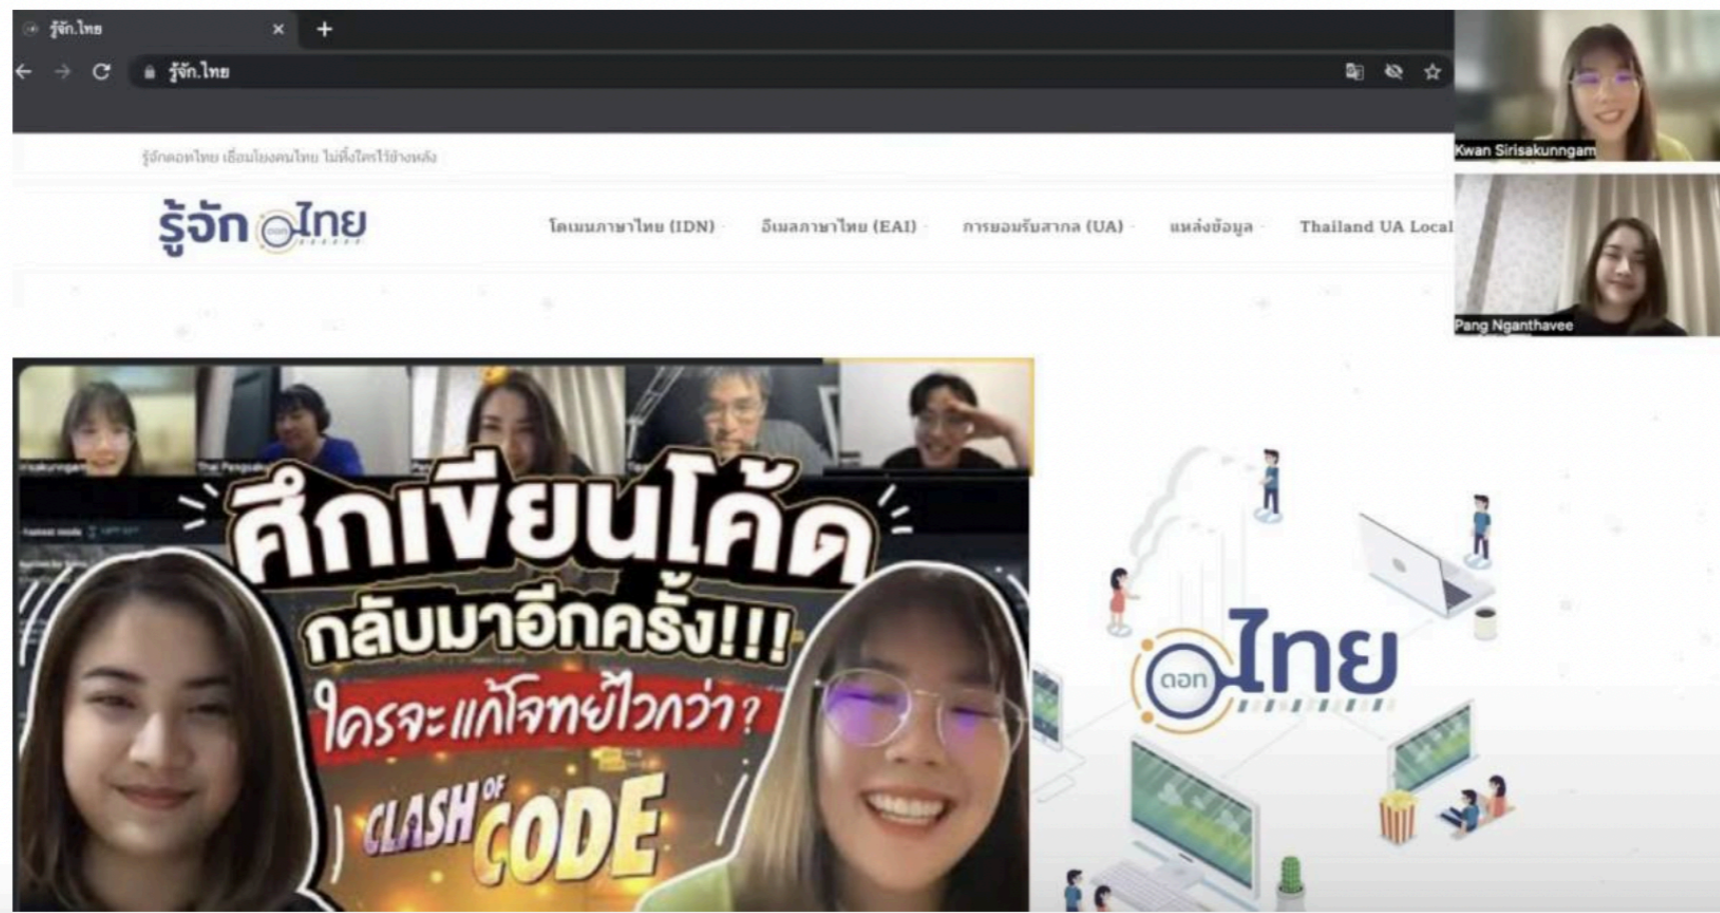 รู้จัก.ไทย
รู้จัก.ไทย
รู้จักดอทไทย เชื่อมโยงคนไทย ไม่ทิ้งใครไว้ข้างหลัง
รู้จัก ดอท ไทย
โดเมนภาษาไทย (IDN)
อีเมลภาษาไทย (EAI)
การยอมรับสากล (UA)
แหล่งข้อมูล
Thailand UA Local
Kwan Sirisakunngam
Pang Nganthavee
ศึกเขียนโค้ด
กลับมาอีกครั้ง!!!
ใครจะแก้โจทย์ไวกว่า?
CLASH OF
CODE
ดอท ไทย